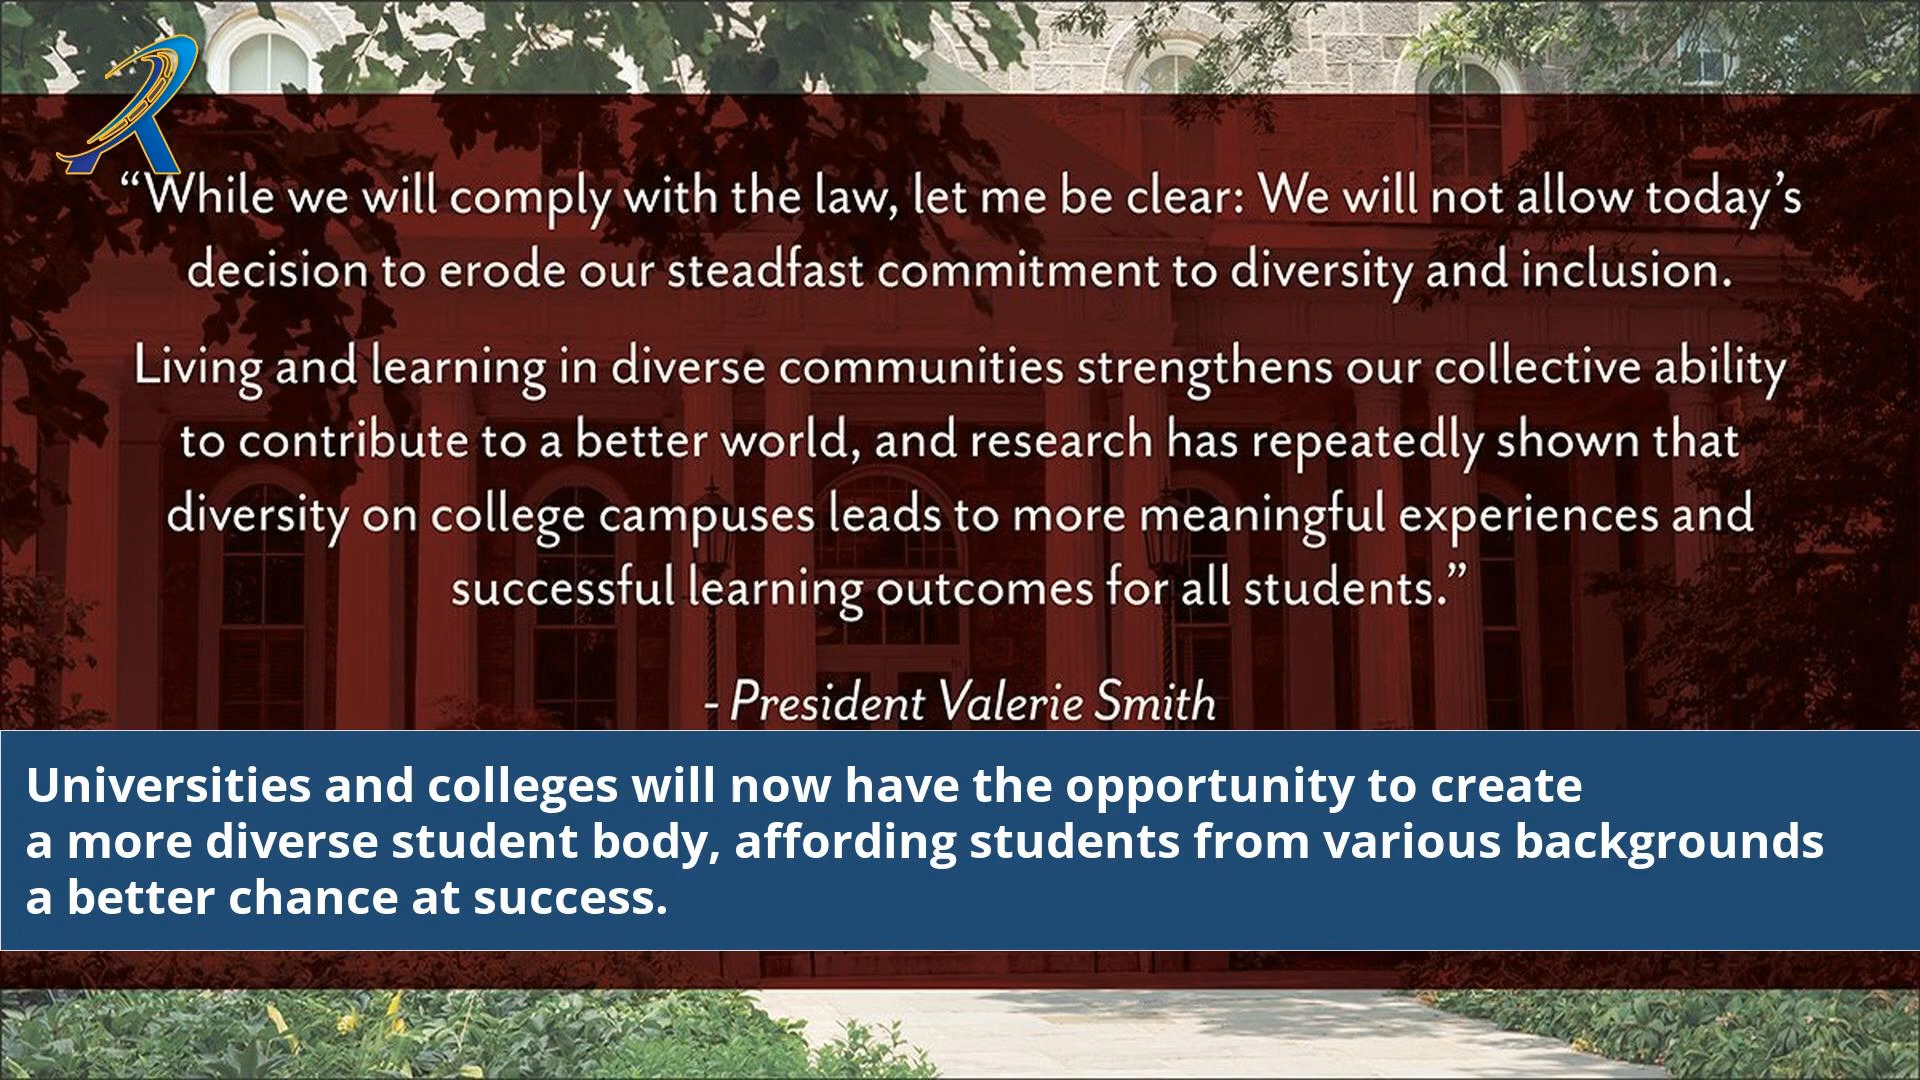 “While we will comply with the law, let me be clear: We will not allow today’s
decision to erode our steadfast commitment to diversity and inclusion.
Living and learning in diverse communities strengthens our collective ability
to contribute to a better world, and research has repeatedly shown that
diversity on college campuses leads to more meaningful experiences and
successful learning outcomes for all students.”
- President Valerie Smith
Universities and colleges will now have the opportunity to create
a more diverse student body, affording students from various backgrounds
a better chance at success.